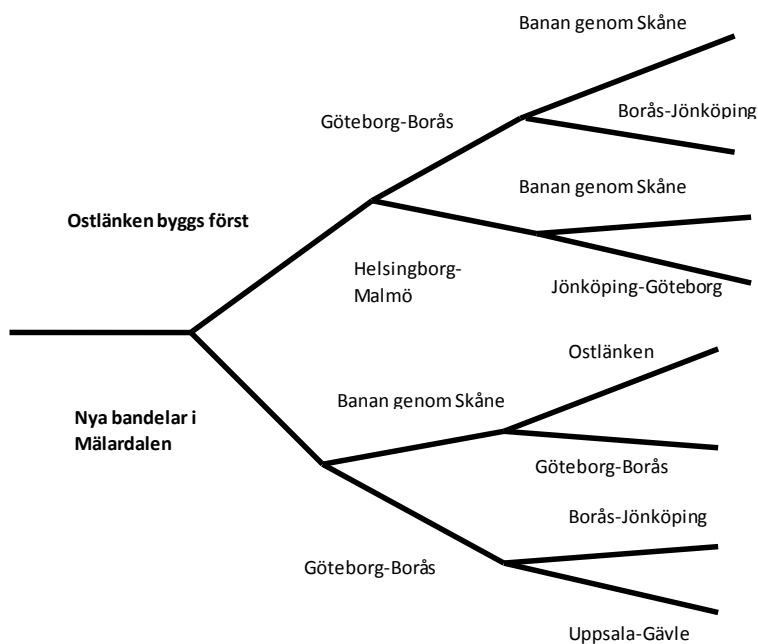 Banan genom Skåne
Borås-Jönköping
Göteborg-Borås
Banan genom Skåne
Ostlänken byggs först
Helsingborg-
Malmö
Jönköping-Göteborg
Ostlänken
Banan genom Skåne
Nya bandelar i
Mälardalen
Göteborg-Borås
Borås-Jönköping
Göteborg-Borås
Uppsala-Gävle